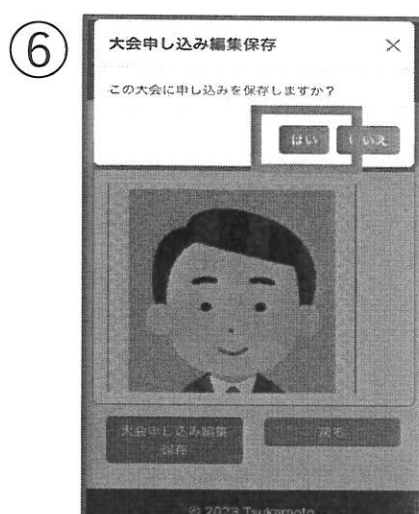 ⑥
大会申し込み編集保存 ×
この大会に申し込みを保存しますか？
はい いいえ
大会申し込み編集
保存
戻る
© 2023 Tsukamoto